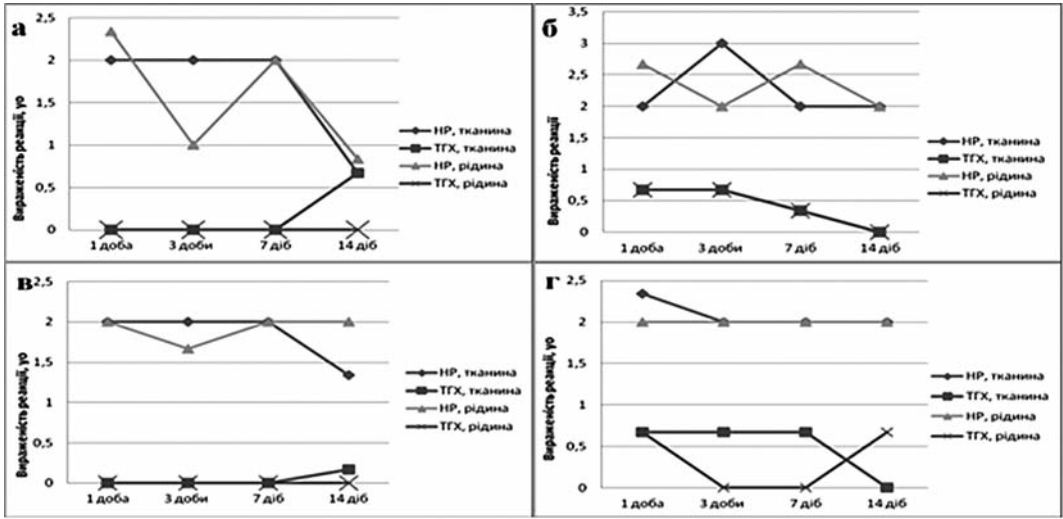 а
Вираженість реакції, уо
2,5
2
1,5
1
0,5
0
1 доба
3 доби
7 діб
14 діб
НР, тканина
ТГХ, тканина
НР, рідина
ТГХ, рідина
б
Вираженість реакції
3,5
3
2,5
2
1,5
1
0,5
0
1 доба
3 доби
7 діб
14 діб
НР, тканина
ТГХ, тканина
НР, рідина
ТГХ, рідина
в
Вираженість реакції, уо
2,5
2
1,5
1
0,5
0
1 доба
3 доби
7 діб
14 діб
НР, тканина
ТГХ, тканина
НР, рідина
ТГХ, рідина
г
Вираженість реакції, уо
2,5
2
1,5
1
0,5
0
1 доба
3 доби
7 діб
14 діб
НР, тканина
ТГХ, тканина
НР, рідина
ТГХ, рідина